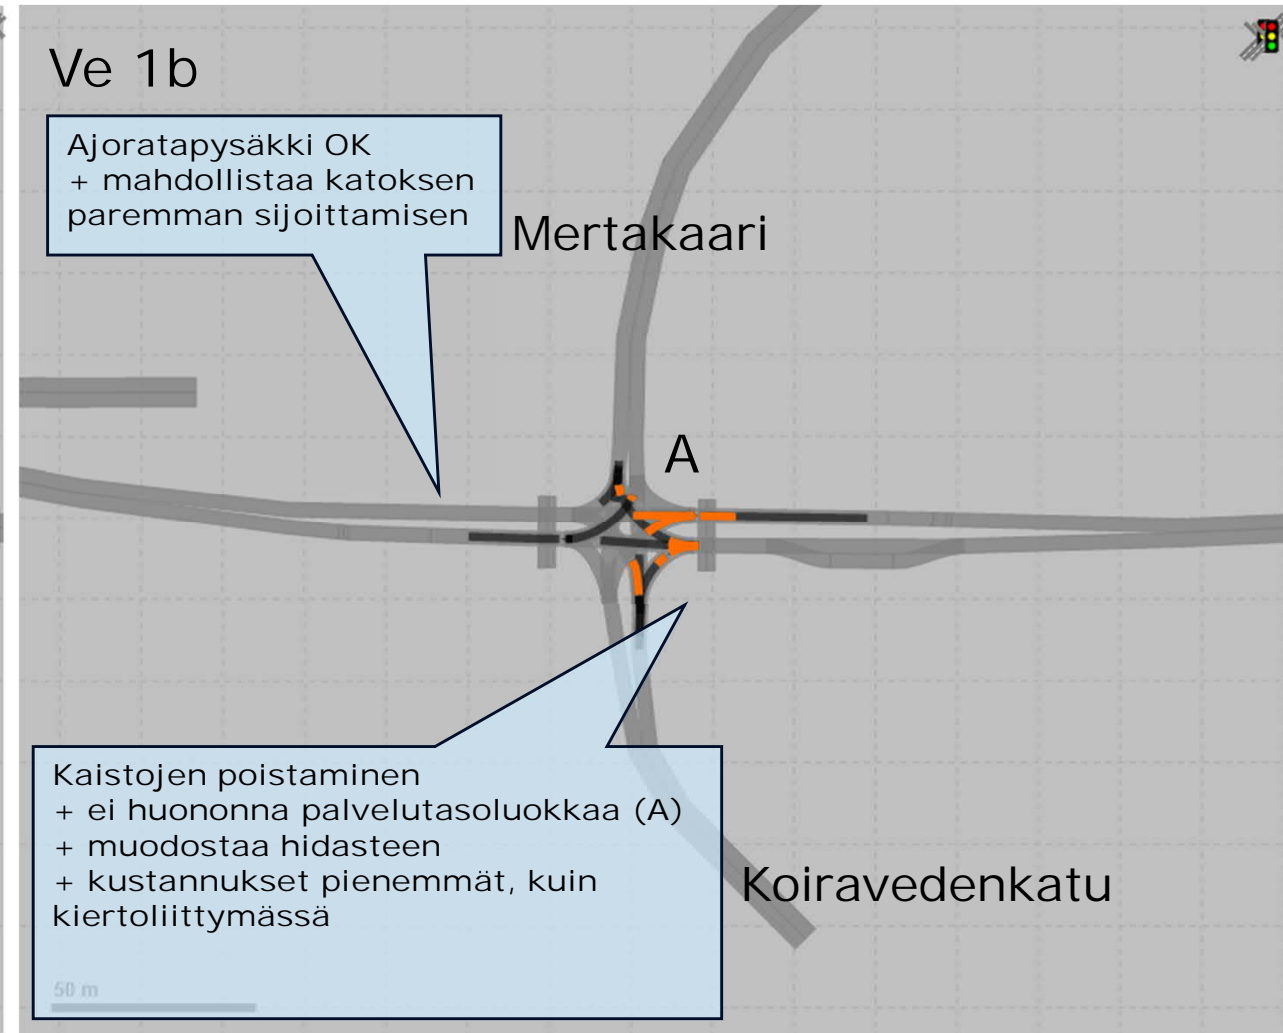 Ve 1b
Ajoratapysäkki OK
+ mahdollistaa katoksen
paremman sijoittamisen
Mertakaari
A
Kaistojen poistaminen
+ ei huononna palvelutasoluokkaa (A)
+ muodostaa hidasteen
+ kustannukset pienemmät, kuin
kiertoliittymässä
Koiravedenkatu
50 m